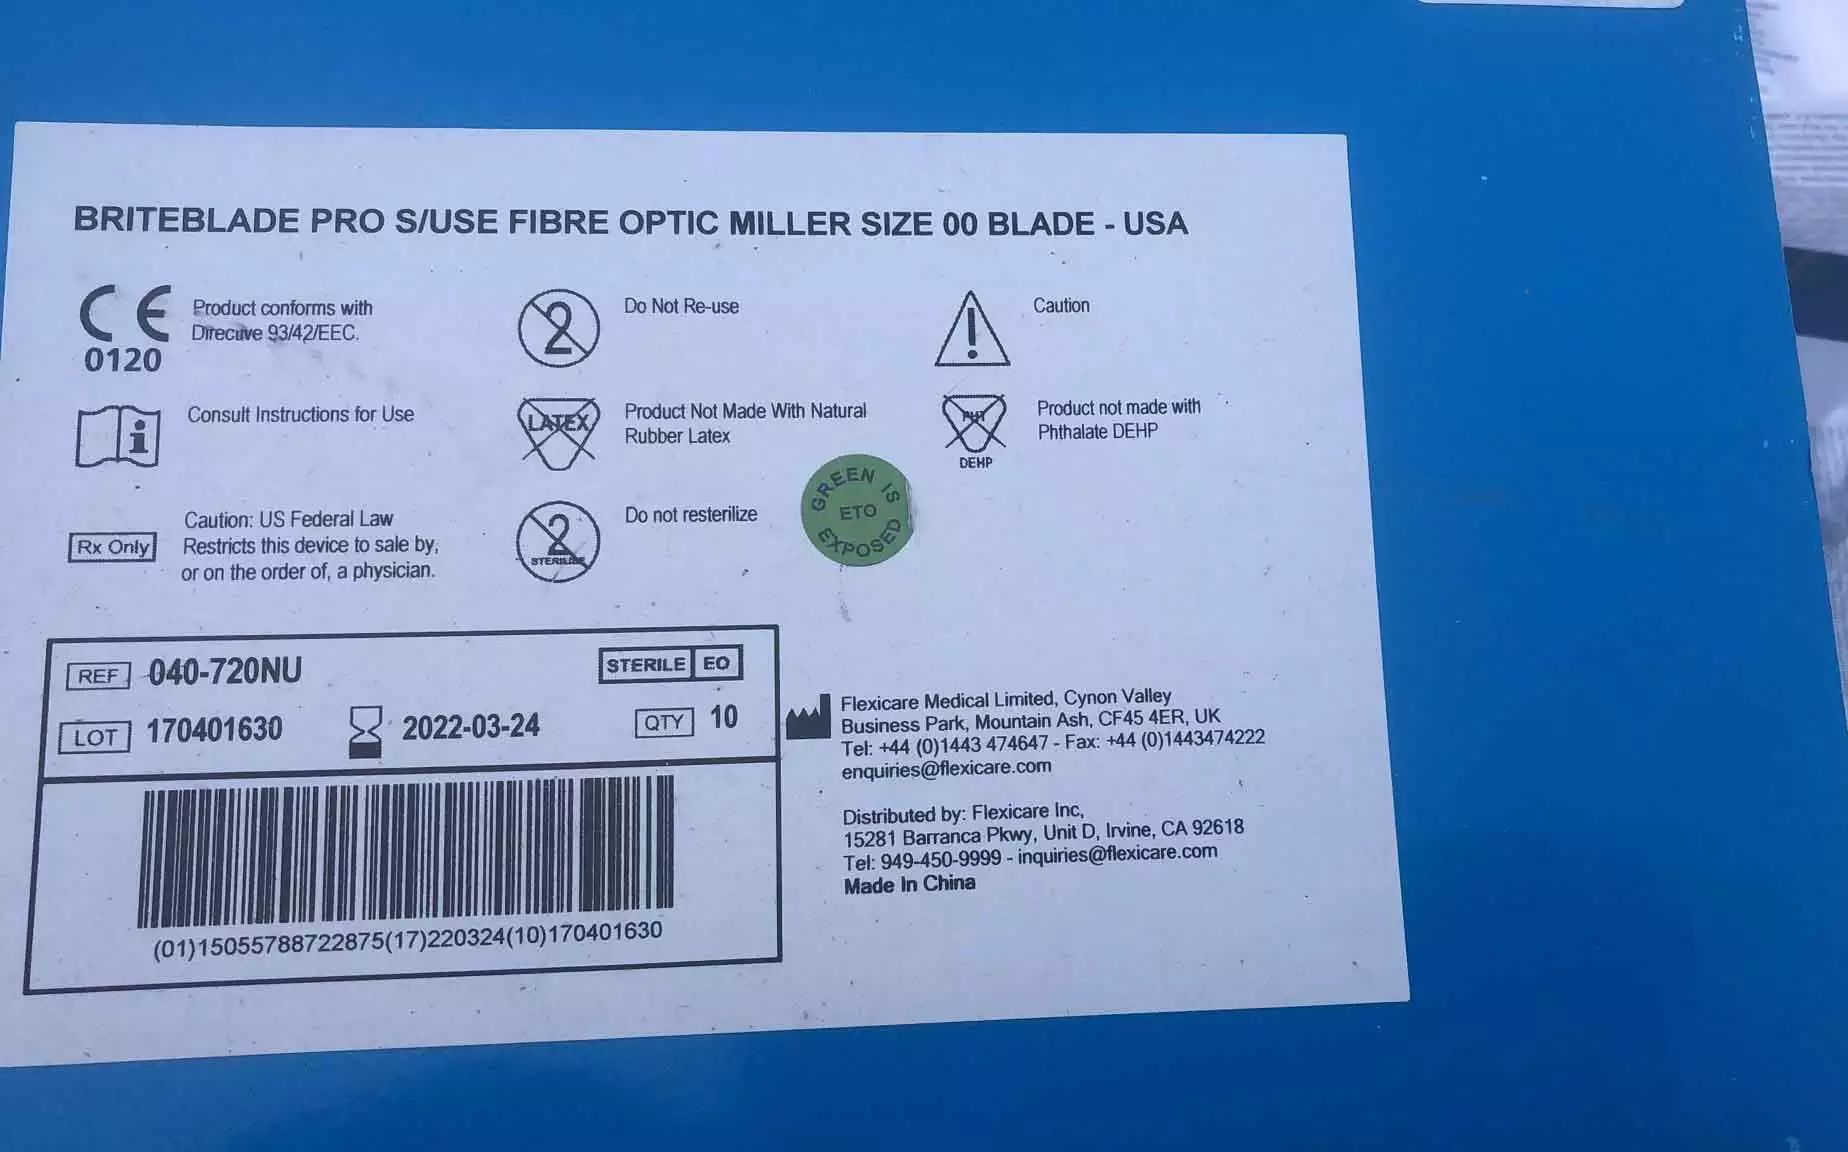 BRITEBLADE PRO S/USE FIBRE OPTIC MILLER SIZE 00 BLADE - USA
CE
0120
Product conforms with
Directive 93/42/EEC.
2
Do Not Re-use
!
Caution
i
Consult Instructions for Use
LATEX
Product Not Made With Natural
Rubber Latex
PHT
DEHP
Product not made with
Phthalate DEHP
Rx Only
Caution: US Federal Law
Restricts this device to sale by,
or on the order of, a physician.
2
STERILIZE
Do not resterilize
GREEN IS
ETO
EXPOSED
REF 040-720NU
STERILE EO
LOT 170401630
2022-03-24
QTY 10
(01)15055788722875(17)220324(10)170401630
Flexicare Medical Limited, Cynon Valley
Business Park, Mountain Ash, CF45 4ER, UK
Tel: +44 (0)1443 474647 - Fax: +44 (0)1443474222
enquiries@flexicare.com
Distributed by: Flexicare Inc,
15281 Barranca Pkwy, Unit D, Irvine, CA 92618
Tel: 949-450-9999 - inquiries@flexicare.com
Made In China